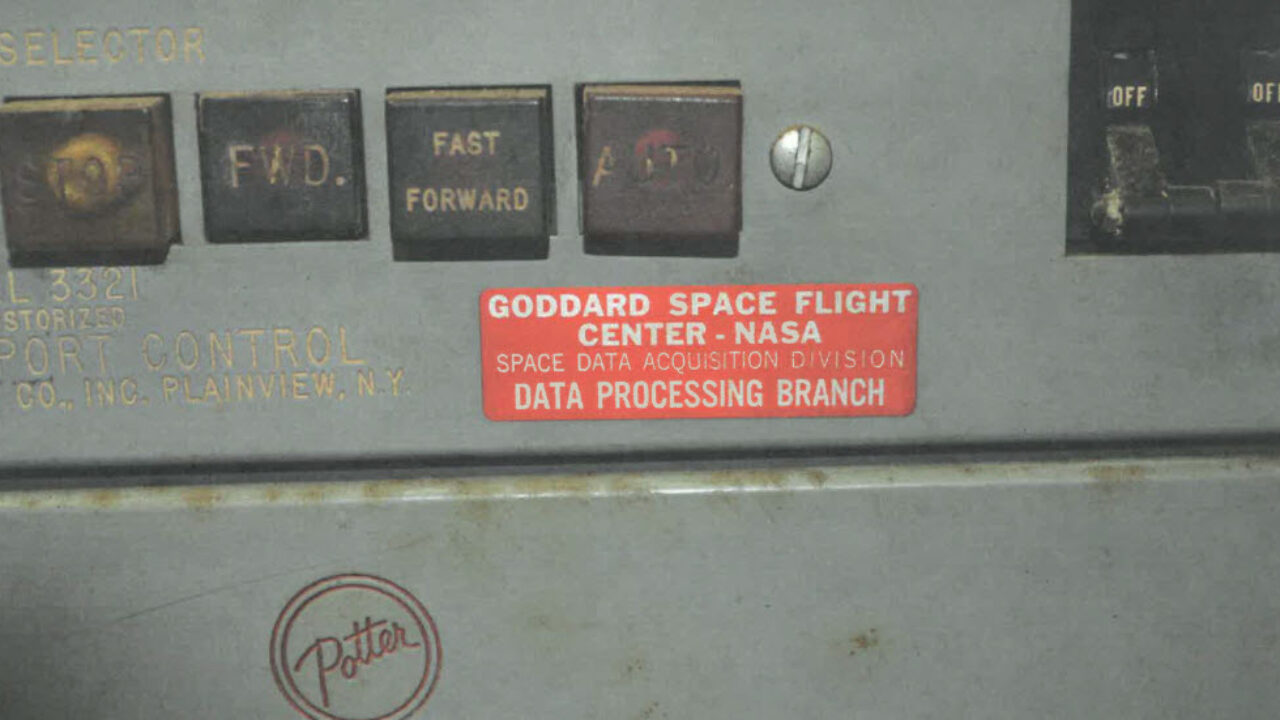 SELECTOR
STOP
FWD.
FAST
FORWARD
AUTO
OFF
L 3321
STORIZED
PORT CONTROL
CO., INC. PLAINVIEW, N.Y.
GODDARD SPACE FLIGHT
CENTER - NASA
SPACE DATA ACQUISITION DIVISION
DATA PROCESSING BRANCH
Potter